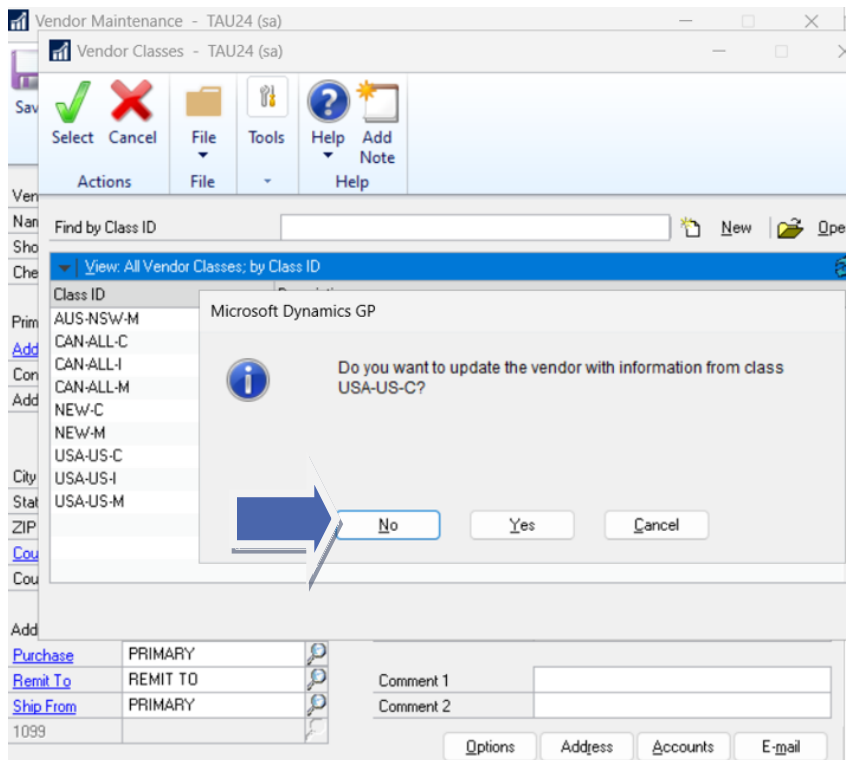 Vendor Maintenance - TAU24 (sa)
Vendor Classes - TAU24 (sa)
Sav
Select Cancel File Tools Help Add
Note
Actions File Help
Ven
Nam
Find by Class ID New Ope
Sho
Che
View: All Vendor Classes; by Class ID
Class ID
Microsoft Dynamics GP
Prim
AUS-NSW-M
Add
CAN-ALL-C
Con
CAN-ALL-I
Add
CAN-ALL-M
Do you want to update the vendor with information from class
USA-US-C?
NEW-C
NEW-M
USA-US-C
City
USA-US-I
Stat
USA-US-M
ZIP
No Yes Cancel
Cou
Cou
Add
Purchase PRIMARY
Remit To REMIT TO Comment 1
Ship From PRIMARY Comment 2
1099
Options Address Accounts E-mail